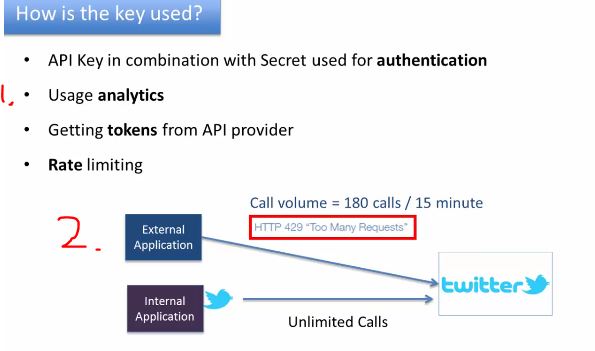 How is the key used?
• API Key in combination with Secret used for authentication
1. • Usage analytics
• Getting tokens from API provider
• Rate limiting
Call volume = 180 calls / 15 minute
HTTP 429 "Too Many Requests"
2.
External
Application
twitter
Internal
Application
Unlimited Calls